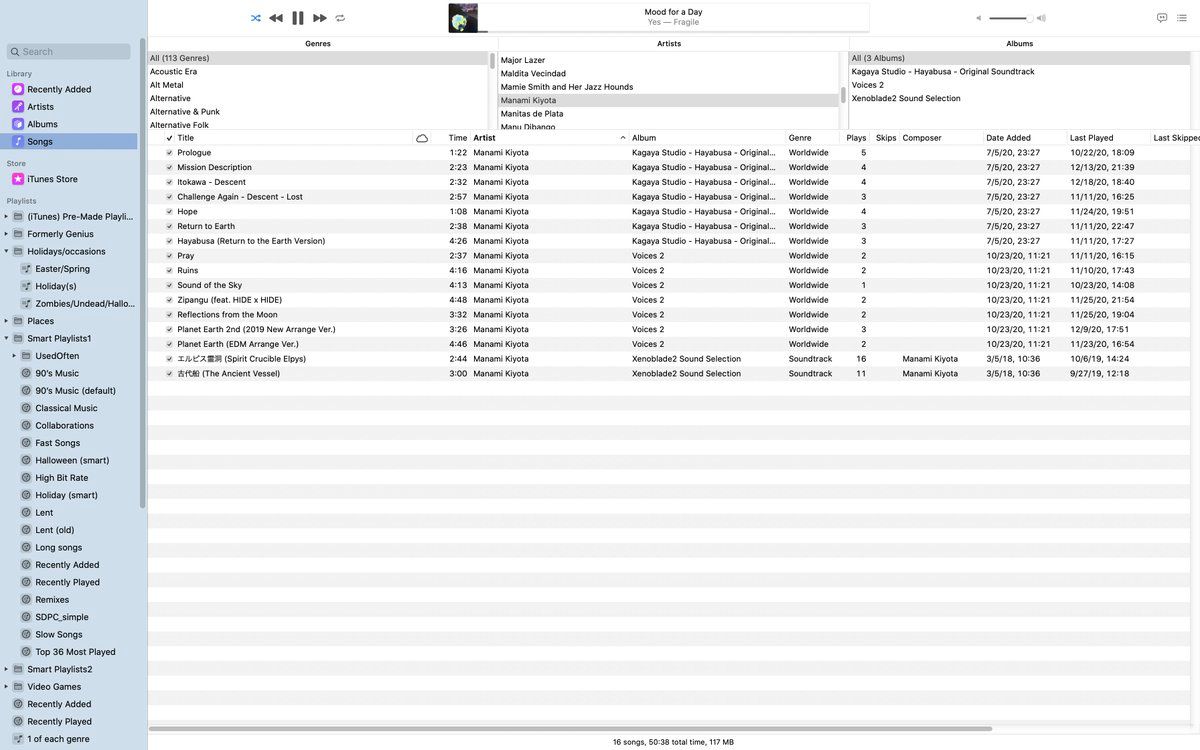 Mood for a Day
Yes — Fragile
Search
Library
Recently Added
Artists
Albums
Songs
Store
iTunes Store
Playlists
(iTunes) Pre-Made Playli...
Formerly Genius
Holidays/occasions
Easter/Spring
Holiday(s)
Zombies/Undead/Hallo...
Places
Smart Playlists1
UsedOften
90's Music
90's Music (default)
Classical Music
Collaborations
Fast Songs
Halloween (smart)
High Bit Rate
Holiday (smart)
Lent
Lent (old)
Long songs
Recently Added
Recently Played
Remixes
SDPC_simple
Slow Songs
Top 36 Most Played
Smart Playlists2
Video Games
Recently Added
Recently Played
1 of each genre
Genres
All (113 Genres)
Acoustic Era
Alt Metal
Alternative
Alternative & Punk
Alternative Folk
Artists
Major Lazer
Maldita Vecindad
Mamie Smith and Her Jazz Hounds
Manami Kiyota
Manitas de Plata
Manu Dibango
Albums
All (3 Albums)
Kagaya Studio - Hayabusa - Original Soundtrack
Voices 2
Xenoblade2 Sound Selection
Title Time Artist Album Genre Plays Skips Composer Date Added Last Played Last Skipped
Prologue 1:22 Manami Kiyota Kagaya Studio - Hayabusa - Original... Worldwide 5 7/5/20, 23:27 10/22/20, 18:09
Mission Description 2:23 Manami Kiyota Kagaya Studio - Hayabusa - Original... Worldwide 4 7/5/20, 23:27 12/13/20, 21:39
Itokawa - Descent 2:32 Manami Kiyota Kagaya Studio - Hayabusa - Original... Worldwide 4 7/5/20, 23:27 12/18/20, 18:40
Challenge Again - Descent - Lost 2:57 Manami Kiyota Kagaya Studio - Hayabusa - Original... Worldwide 3 7/5/20, 23:27 11/11/20, 16:25
Hope 1:08 Manami Kiyota Kagaya Studio - Hayabusa - Original... Worldwide 4 7/5/20, 23:27 11/24/20, 19:51
Return to Earth 2:38 Manami Kiyota Kagaya Studio - Hayabusa - Original... Worldwide 3 7/5/20, 23:27 11/11/20, 22:47
Hayabusa (Return to the Earth Version) 4:26 Manami Kiyota Kagaya Studio - Hayabusa - Original... Worldwide 3 7/5/20, 23:27 11/11/20, 17:27
Pray 2:37 Manami Kiyota Voices 2 Worldwide 2 10/23/20, 11:21 11/11/20, 16:15
Ruins 4:16 Manami Kiyota Voices 2 Worldwide 2 10/23/20, 11:21 11/10/20, 17:43
Sound of the Sky 4:13 Manami Kiyota Voices 2 Worldwide 1 10/23/20, 11:21 10/23/20, 14:08
Zipangu (feat. HIDE x HIDE) 4:48 Manami Kiyota Voices 2 Worldwide 2 10/23/20, 11:21 11/25/20, 21:54
Reflections from the Moon 3:32 Manami Kiyota Voices 2 Worldwide 2 10/23/20, 11:21 11/25/20, 19:04
Planet Earth 2nd (2019 New Arrange Ver.) 3:26 Manami Kiyota Voices 2 Worldwide 3 10/23/20, 11:21 12/9/20, 17:51
Planet Earth (EDM Arrange Ver.) 4:46 Manami Kiyota Voices 2 Worldwide 2 10/23/20, 11:21 11/23/20, 16:54
エルピス霊洞 (Spirit Crucible Elpys) 2:44 Manami Kiyota Xenoblade2 Sound Selection Soundtrack 16 Manami Kiyota 3/5/18, 10:36 10/6/19, 14:24
古代船 (The Ancient Vessel) 3:00 Manami Kiyota Xenoblade2 Sound Selection Soundtrack 11 Manami Kiyota 3/5/18, 10:36 9/27/19, 12:18
16 songs, 50:38 total time, 117 MB